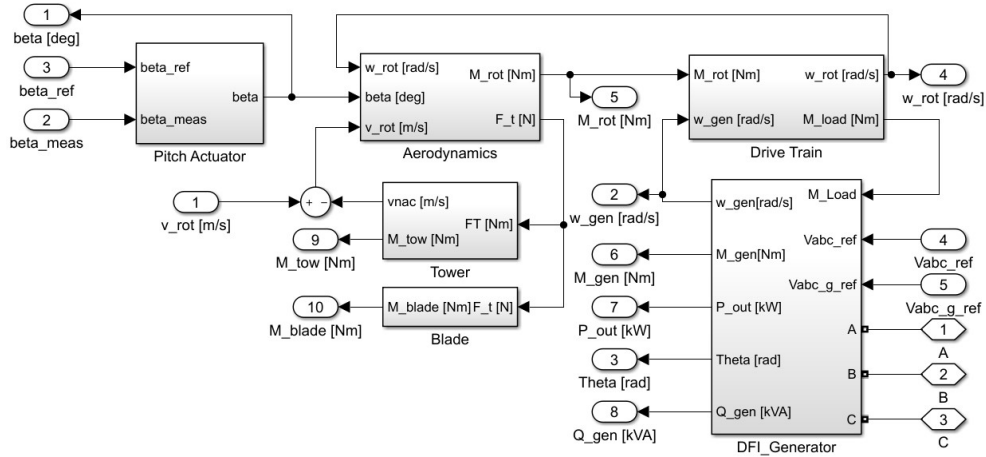 1
beta [deg]
3
beta_ref
2
beta_meas
beta_ref
beta
beta_meas
Pitch Actuator
w_rot [rad/s]
M_rot [Nm]
beta [deg]
v_rot [m/s]
F_t [N]
Aerodynamics
5
M_rot [Nm]
M_rot [Nm]
w_rot [rad/s]
w_gen [rad/s]
M_load [Nm]
Drive Train
4
w_rot [rad/s]
1
v_rot [m/s]
+ −
vnac [m/s]
FT [Nm]
M_tow [Nm]
Tower
9
M_tow [Nm]
M_blade [Nm] F_t [N]
Blade
10
M_blade [Nm]
2
w_gen [rad/s]
6
M_gen [Nm]
7
P_out [kW]
3
Theta [rad]
8
Q_gen [kVA]
w_gen[rad/s]
M_Load
Vabc_ref
M_gen[Nm]
Vabc_g_ref
P_out [kW]
A
Theta [rad]
B
Q_gen [kVA]
C
DFI_Generator
4
Vabc_ref
5
Vabc_g_ref
1
A
2
B
3
C